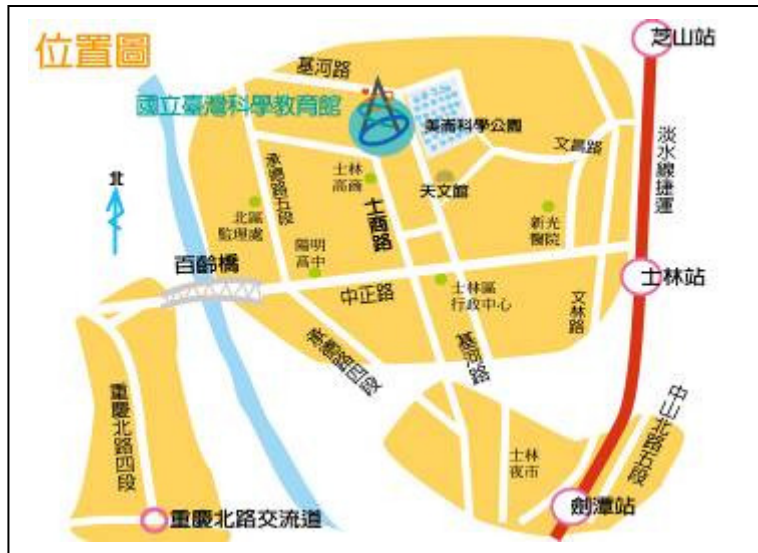 位置圖
芝山站
基河路
國立臺灣科學教育館
美崙科學公園
文昌路
淡水線捷運
北
承德路五段
士林
高商
天文館
士商路
北區
監理處
陽明
高中
新光
醫院
百齡橋
中正路
士林區
行政中心
士林站
文林路
承德路四段
基河路
重慶北路四段
中山北路五段
士林
夜市
劍潭站
重慶北路交流道